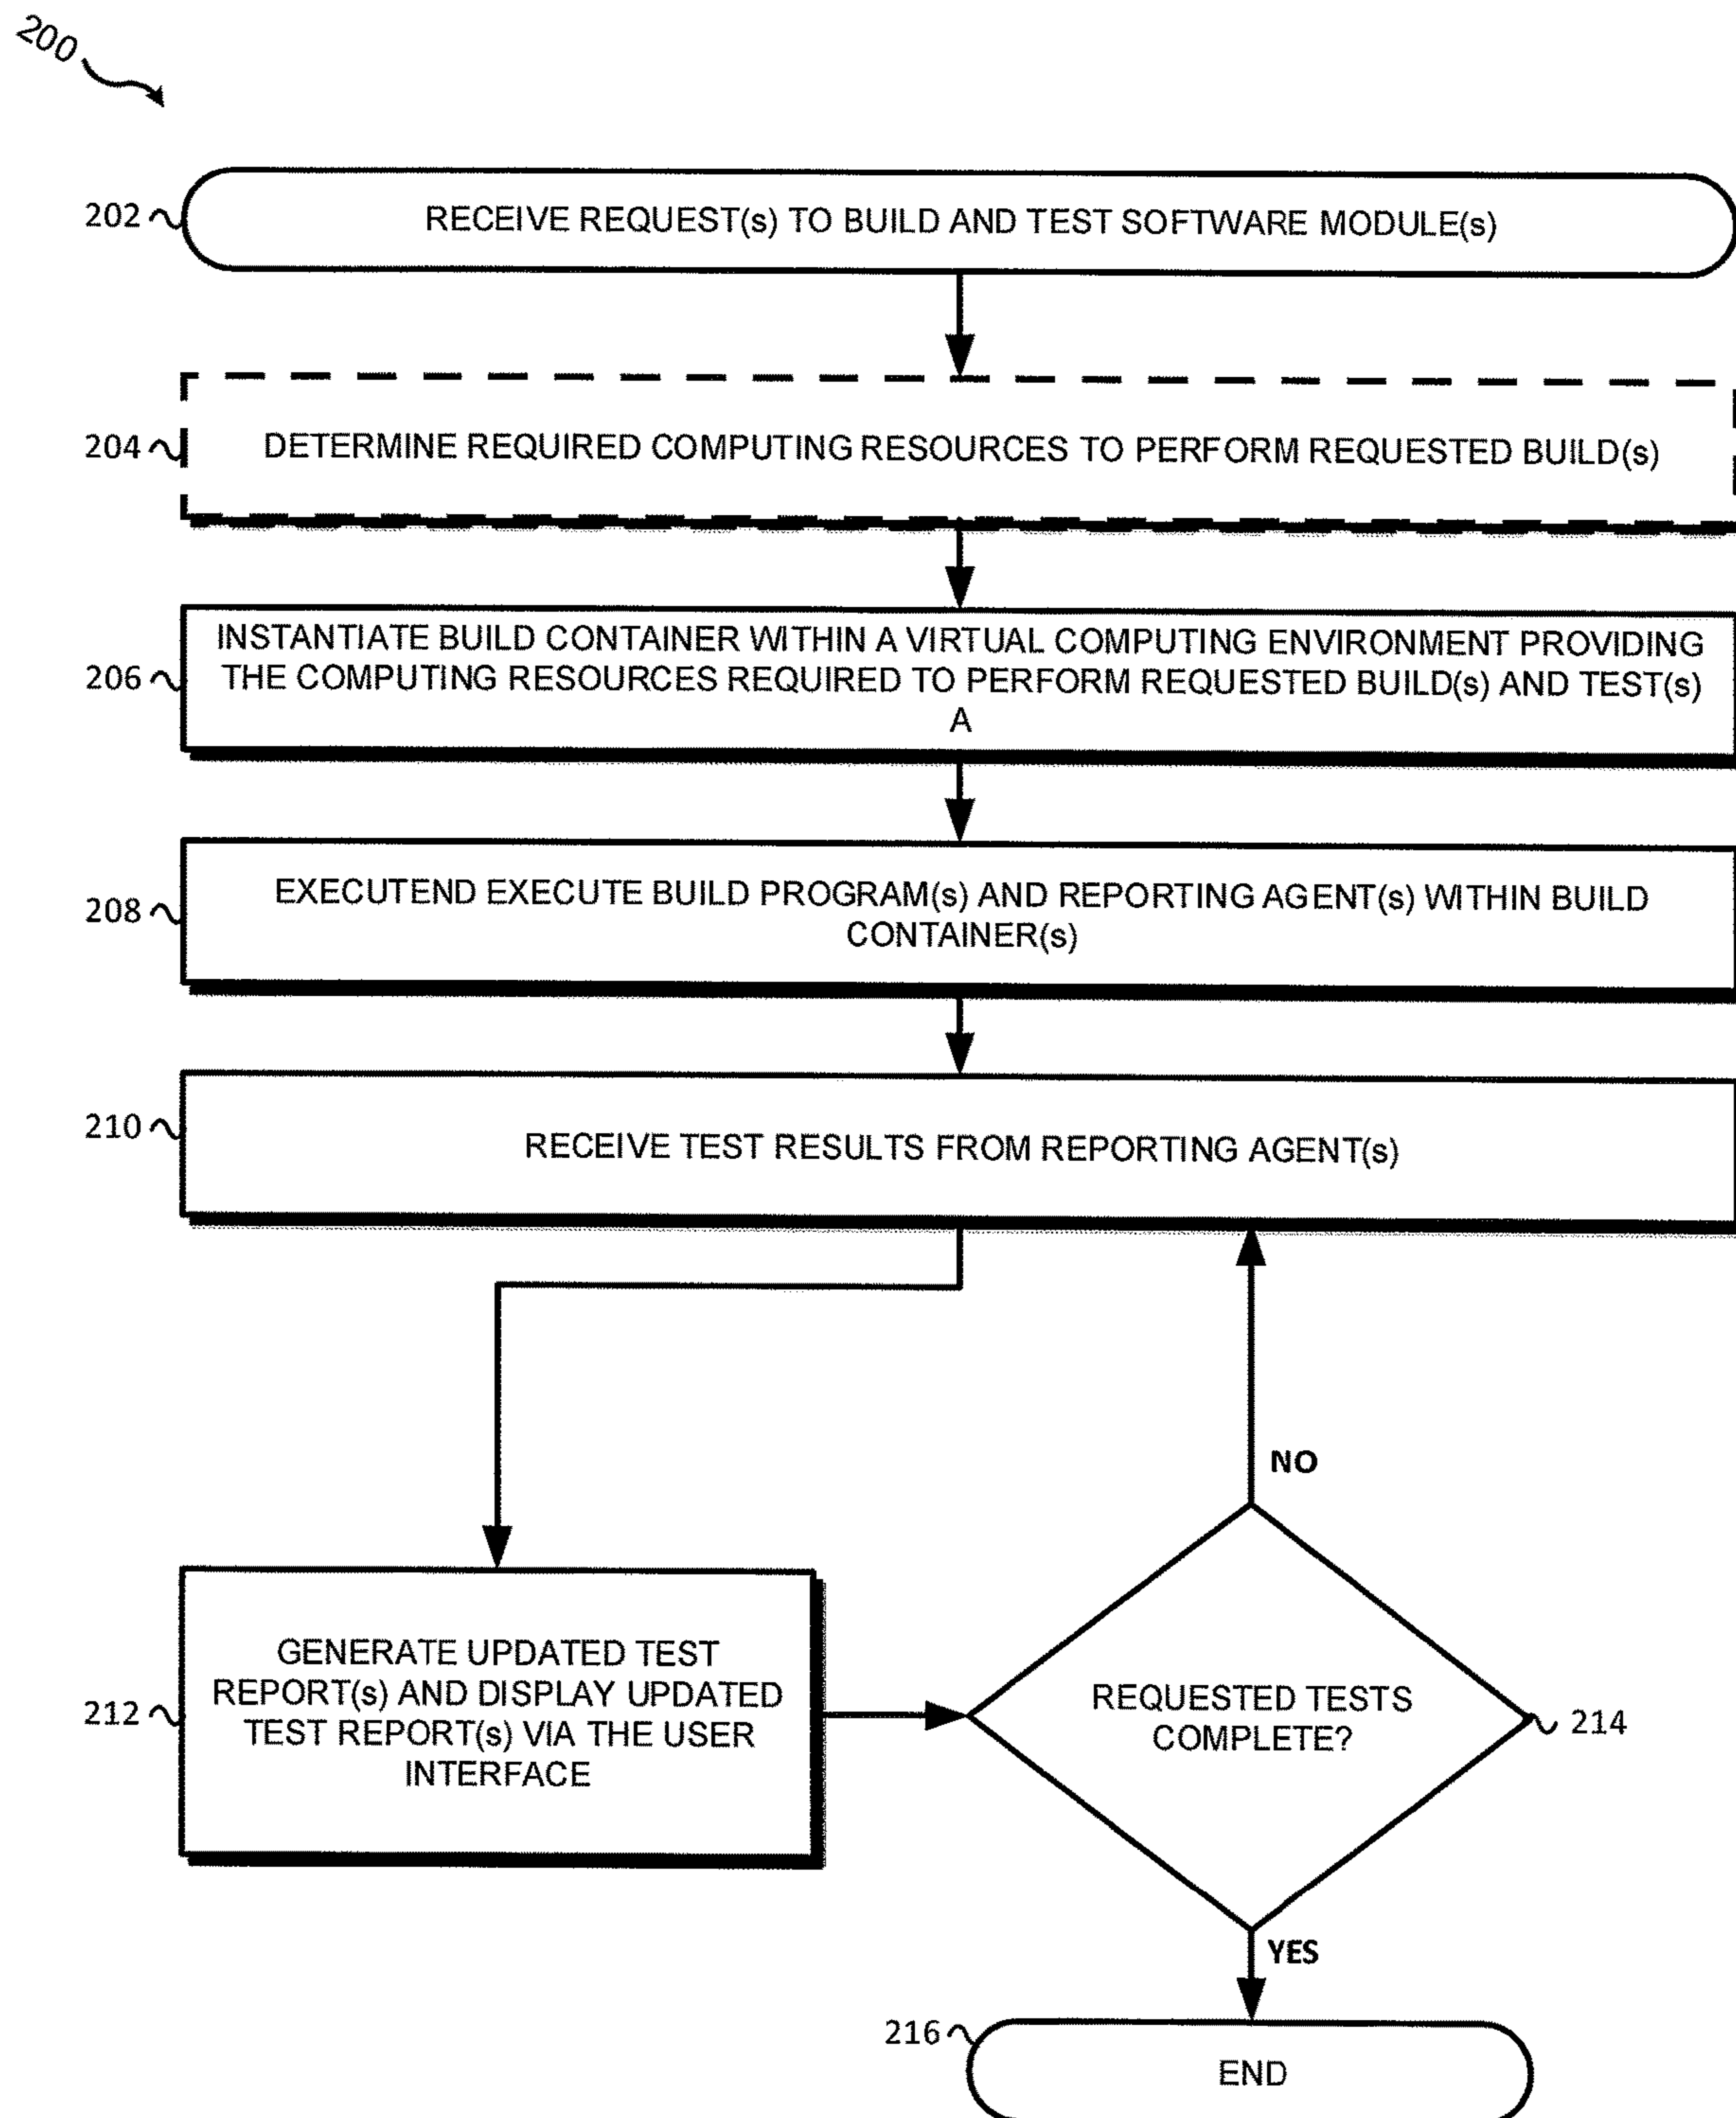 200
202
RECEIVE REQUEST(s) TO BUILD AND TEST SOFTWARE MODULE(s)
204
DETERMINE REQUIRED COMPUTING RESOURCES TO PERFORM REQUESTED BUILD(s)
206
INSTANTIATE BUILD CONTAINER WITHIN A VIRTUAL COMPUTING ENVIRONMENT PROVIDING
THE COMPUTING RESOURCES REQUIRED TO PERFORM REQUESTED BUILD(s) AND TEST(s)
A
208
EXECUTEND EXECUTE BUILD PROGRAM(s) AND REPORTING AGENT(s) WITHIN BUILD
CONTAINER(s)
210
RECEIVE TEST RESULTS FROM REPORTING AGENT(s)
NO
212
GENERATE UPDATED TEST
REPORT(s) AND DISPLAY UPDATED
TEST REPORT(s) VIA THE USER
INTERFACE
REQUESTED TESTS
COMPLETE?
214
YES
216
END